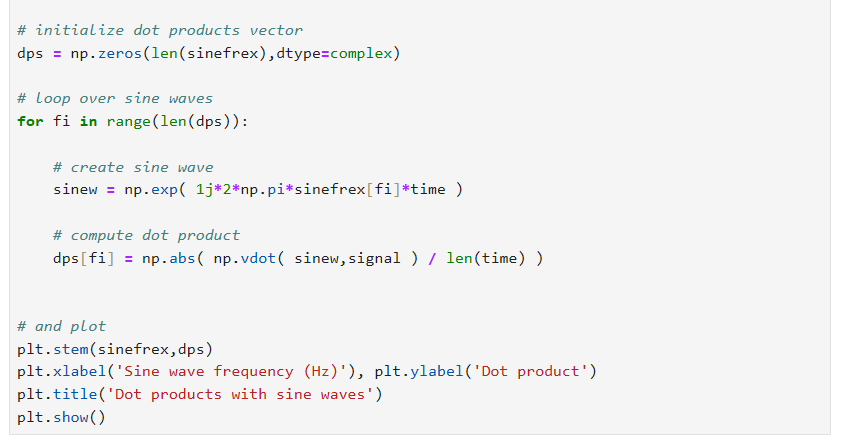 # initialize dot products vector
dps = np.zeros(len(sinefrex),dtype=complex)
# loop over sine waves
for fi in range(len(dps)):
    # create sine wave
    sinew = np.exp( 1j*2*np.pi*sinefrex[fi]*time )
    # compute dot product
    dps[fi] = np.abs( np.vdot( sinew,signal ) / len(time) )
# and plot
plt.stem(sinefrex,dps)
plt.xlabel('Sine wave frequency (Hz)'), plt.ylabel('Dot product')
plt.title('Dot products with sine waves')
plt.show()